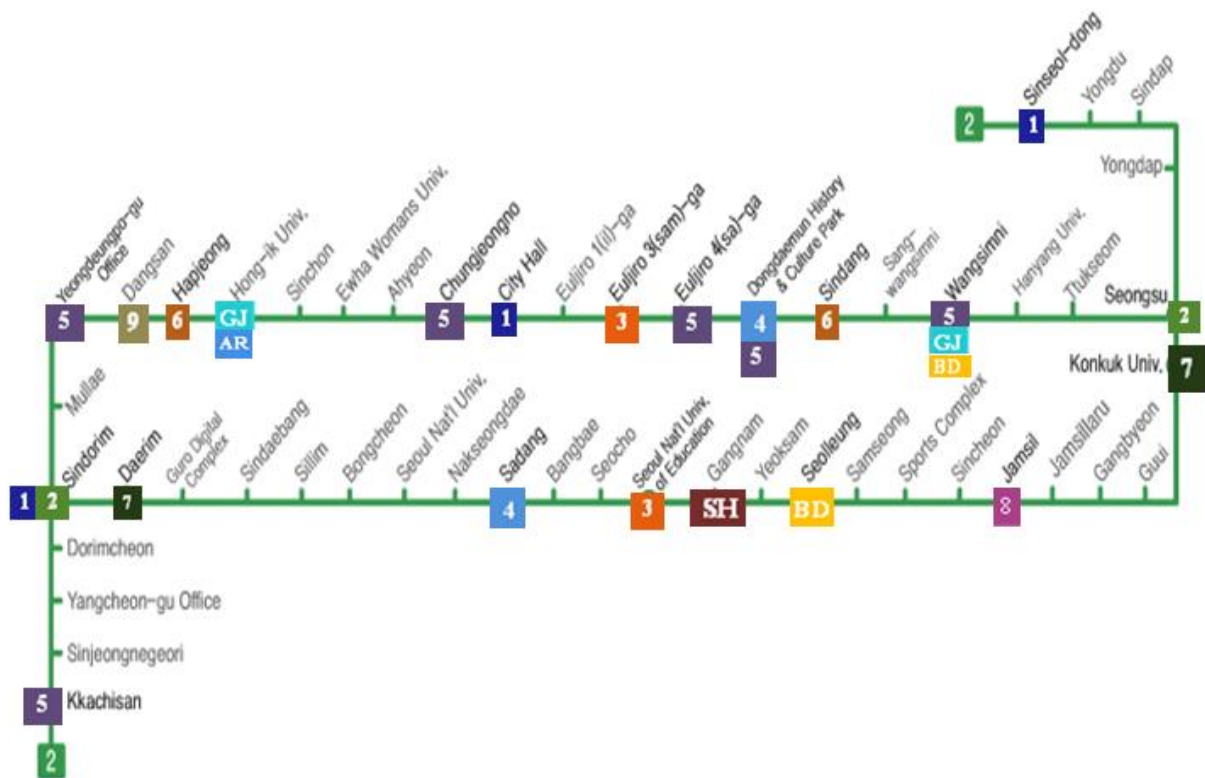 Sinseol-dong
Yongdu
Sindap
2
1
Yongdap
Yeongdeungpo-gu
Office
Dangsan
Hapjeong
Hong-ik Univ.
Sinchon
Ewha Womans Univ.
Ahyeon
Chungjeongno
City Hall
Euljiro 1(il)-ga
Euljiro 3(sam)-ga
Euljiro 4(sa)-ga
Dongdaemun History
& Culture Park
Sindang
Sang-
wangsimni
Wangsimni
Hanyang Univ.
Ttukseom
Seongsu
5
9
6
GJ
AR
5
1
3
5
4
5
6
5
GJ
BD
2
Konkuk Univ.
7
Mullae
Sindorim
Daerim
Guro Digital
Complex
Sindaebang
Sillim
Bongcheon
Seoul Nat'l Univ.
Nakseongdae
Sadang
Bangbae
Seocho
Seoul Nat'l Univ.
of Education
Gangnam
Yeoksam
Seolleung
Samseong
Sports Complex
Sincheon
Jamsil
Jamsillaru
Gangbyeon
Guui
1
2
7
4
3
SH
BD
8
Dorimcheon
Yangcheon-gu Office
Sinjeongnegeori
5
Kkachisan
2